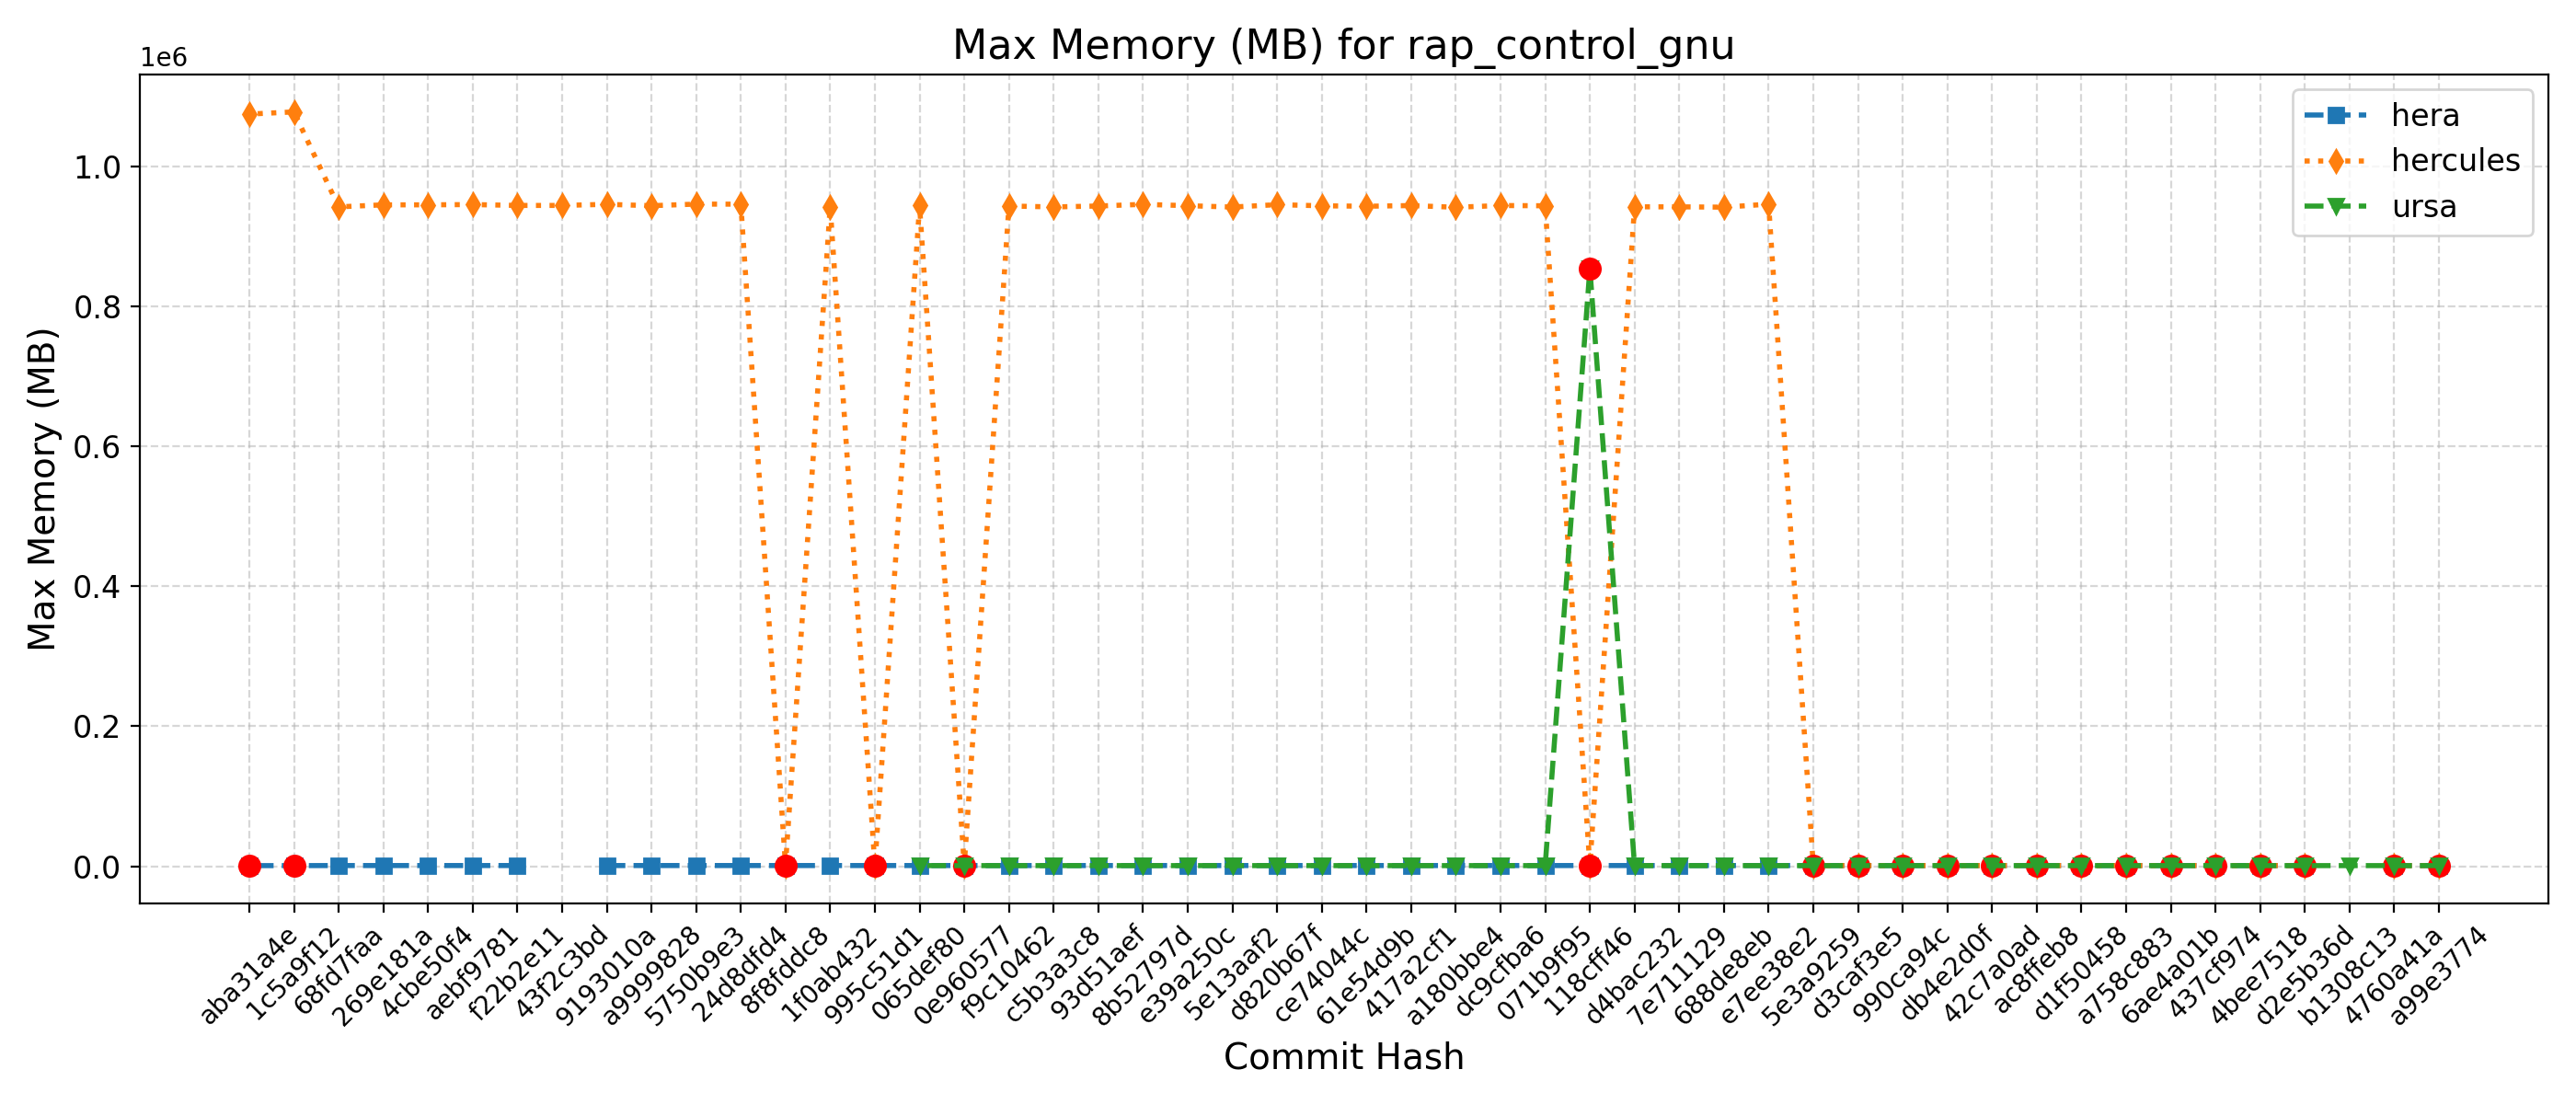 Max Memory (MB) for rap_control_gnu
1e6
hera
hercules
ursa
1.0
0.8
0.6
0.4
0.2
0.0
Max Memory (MB)
aba31a4e
1c5a9f12
68fd7faa
269e181a
4cbe50f4
aebf9781
f22b2e11
43f2c3bd
9193010a
a9999828
5750b9e3
24d8dfd4
8f8fddc8
1f0ab432
995c51d1
065def80
0e960577
f9c10462
c5b3a3c8
93d51aef
8b52797d
e39a250c
5e13aaf2
d820b67f
ce74044c
61e54d9b
417a2cf1
a180bbe4
dc9cfba6
071b9f95
118cff46
d4bac232
7e711129
688de8eb
e7ee38e2
5e3a9259
d3caf3e5
990ca94c
db4e2d0f
42c7a0ad
ac8ffeb8
d1f50458
a758c883
6ae4a01b
437cf974
4bee7518
d2e5b36d
b1308c13
4760a41a
a99e3774
Commit Hash